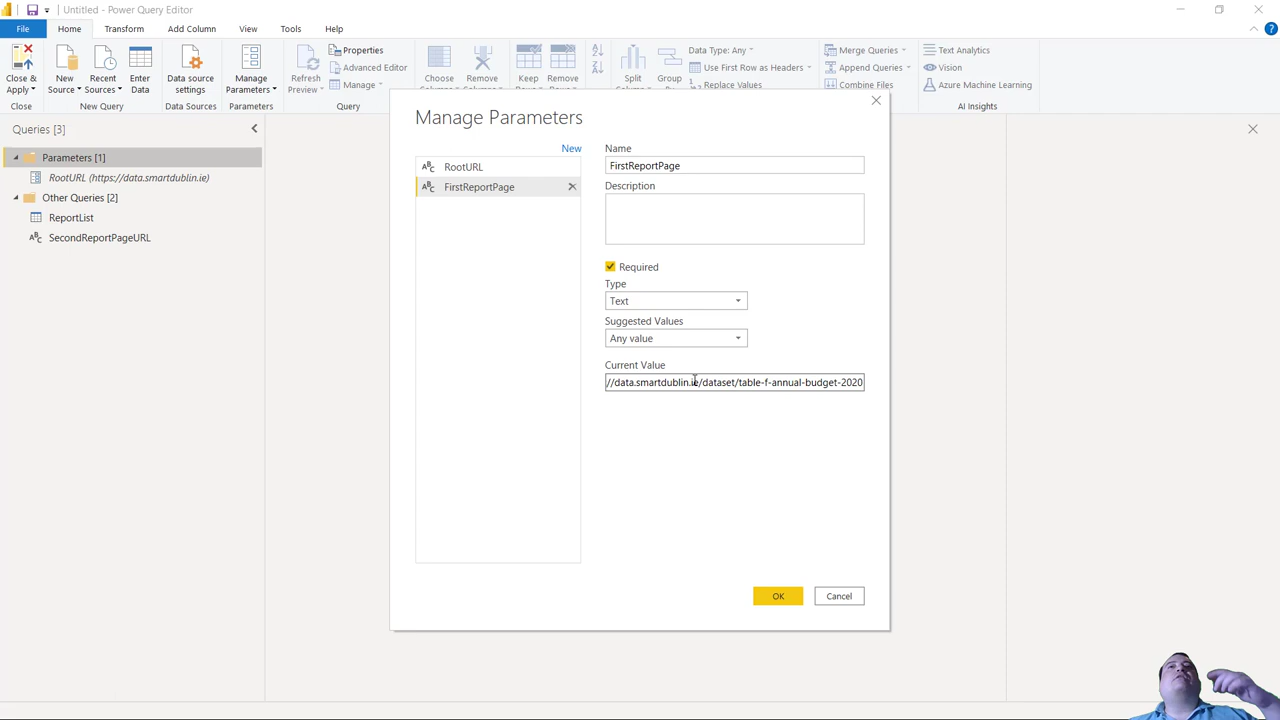 Untitled - Power Query Editor
File Home Transform Add Column View Tools Help
Close & Apply
New Source
Recent Sources
Enter Data
Data source settings
Manage Parameters
Refresh Preview
Properties
Advanced Editor
Manage
Choose
Remove
Keep
Remove
Split
Group
Data Type: Any
Use First Row as Headers
Replace Values
Merge Queries
Append Queries
Combine Files
Text Analytics
Vision
Azure Machine Learning
Close
New Query
Data Sources
Parameters
Query
AI Insights
Queries [3]
Parameters [1]
RootURL (https://data.smartdublin.ie)
Other Queries [2]
ReportList
SecondReportPageURL
Manage Parameters
New
RootURL
FirstReportPage
Name
FirstReportPage
Description
Required
Type
Text
Suggested Values
Any value
Current Value
//data.smartdublin.ie/dataset/table-f-annual-budget-2020
OK
Cancel